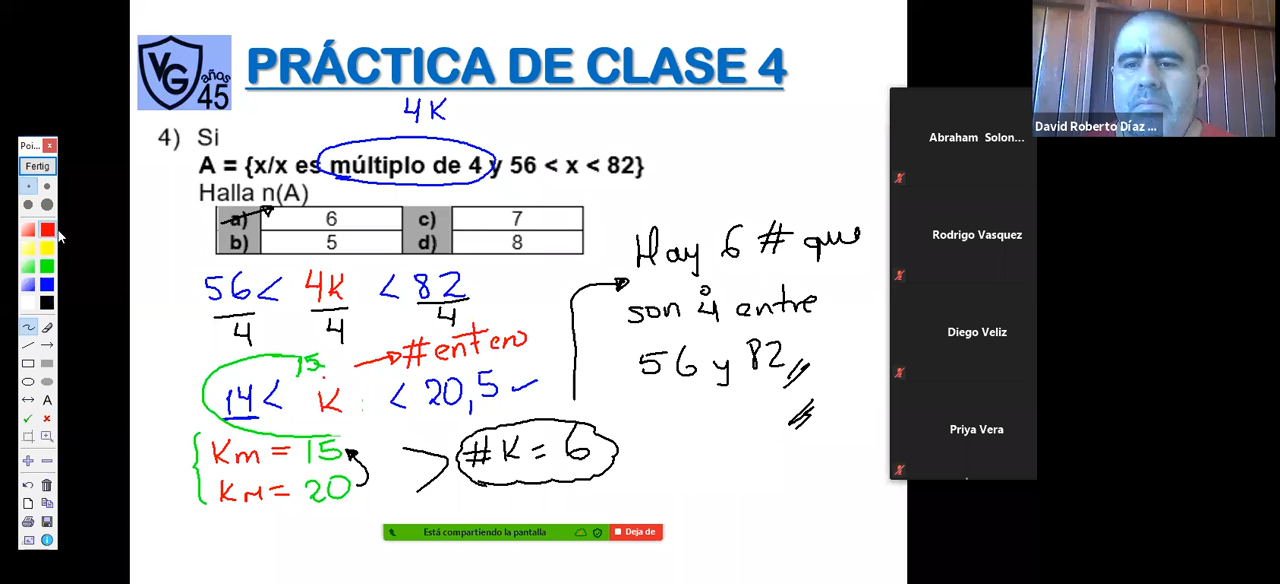 VG años 45
PRÁCTICA DE CLASE 4
4K
4) Si
A = {x/x es múltiplo de 4 y 56 < x < 82}
Halla n(A)
a) 6 c) 7
b) 5 d) 8
56 < 4K < 82
4 4 4
# entero
15
14 < K < 20,5
Km = 15
KM = 20
#K = 6
Hay 6 # que
son 4̊ entre
56 y 82
Poi...
Fertig
A
David Roberto Díaz ...
Abraham Solon...
Rodrigo Vasquez
Diego Veliz
Priya Vera
Está compartiendo la pantalla
Deja de